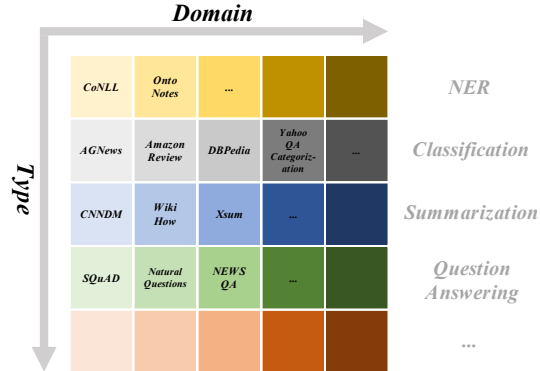 Domain
Type
CoNLL
Onto
Notes
...
NER
AGNews
Amazon
Review
DBPedia
Yahoo
QA
Categoriz-
ation
...
Classification
CNNDM
Wiki
How
Xsum
...
Summarization
SQuAD
Natural
Questions
NEWS
QA
...
Question
Answering
...